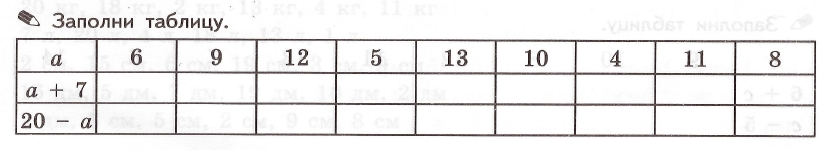 Заполни таблицу.
a 6 9 12 5 13 10 4 11 8
a + 7
20 − a